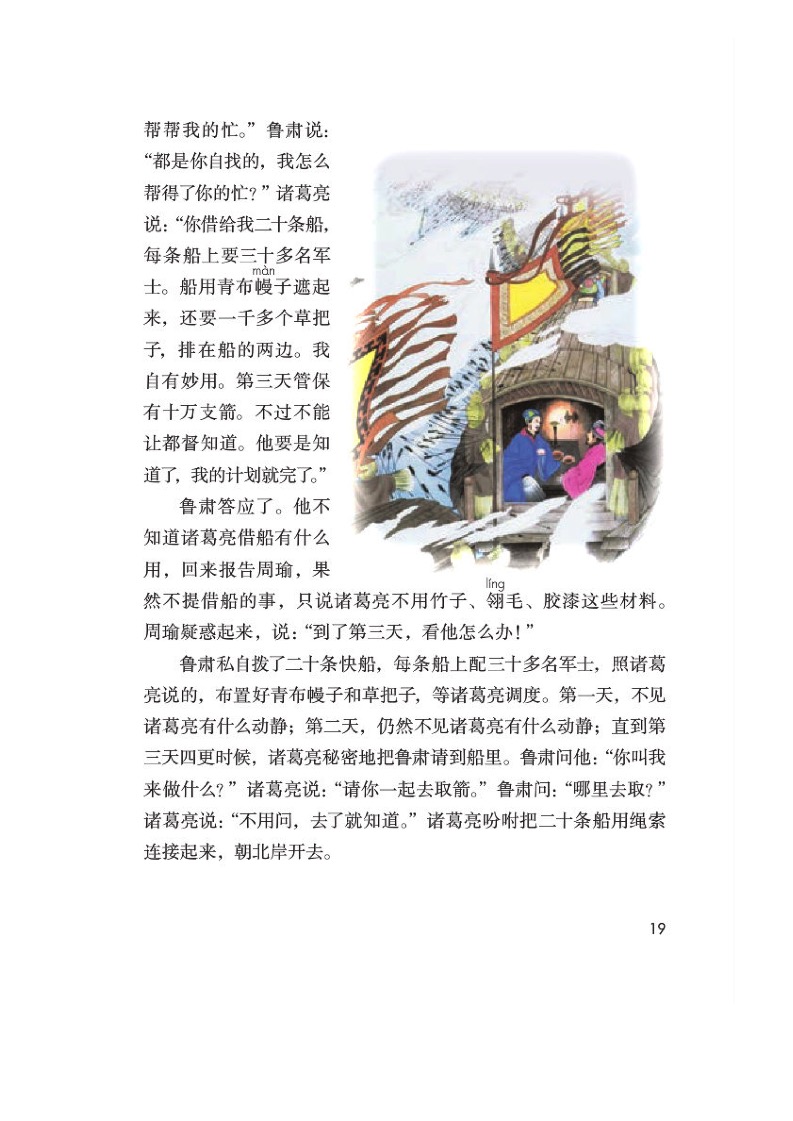 帮帮我的忙。”鲁肃说：
“都是你自找的，我怎么
帮得了你的忙？”诸葛亮
说：“你借给我二十条船，
每条船上要三十多名军
màn
士。船用青布幔子遮起
来，还要一千多个草把
子，排在船的两边。我
自有妙用。第三天管保
有十万支箭。不过不能
让都督知道。他要是知
道了，我的计划就完了。”
鲁肃答应了。他不
知道诸葛亮借船有什么
用，回来报告周瑜，果
líng
然不提借船的事，只说诸葛亮不用竹子、翎毛、胶漆这些材料。
周瑜疑惑起来，说：“到了第三天，看他怎么办！”
鲁肃私自拨了二十条快船，每条船上配三十多名军士，照诸葛
亮说的，布置好青布幔子和草把子，等诸葛亮调度。第一天，不见
诸葛亮有什么动静；第二天，仍然不见诸葛亮有什么动静；直到第
三天四更时候，诸葛亮秘密地把鲁肃请到船里。鲁肃问他：“你叫我
来做什么？”诸葛亮说：“请你一起去取箭。”鲁肃问：“哪里去取？”
诸葛亮说：“不用问，去了就知道。”诸葛亮吩咐把二十条船用绳索
连接起来，朝北岸开去。
19